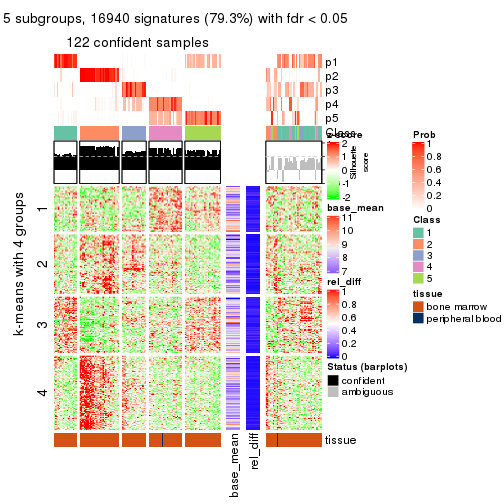 5 subgroups, 16940 signatures (79.3%) with fdr < 0.05
122 confident samples
p1
p2
p3
p4
p5
Class
z-score
2
1
0
-1
-2
Silhouette
score
Prob
1
0.8
0.6
0.4
0.2
0
base_mean
11
10
9
8
7
Class
1
2
3
4
5
rel_diff
1
0.8
0.6
0.4
0.2
0
tissue
bone marrow
peripheral blood
Status (barplots)
confident
ambiguous
k-means with 4 groups
1
2
3
4
tissue
base_mean
rel_diff